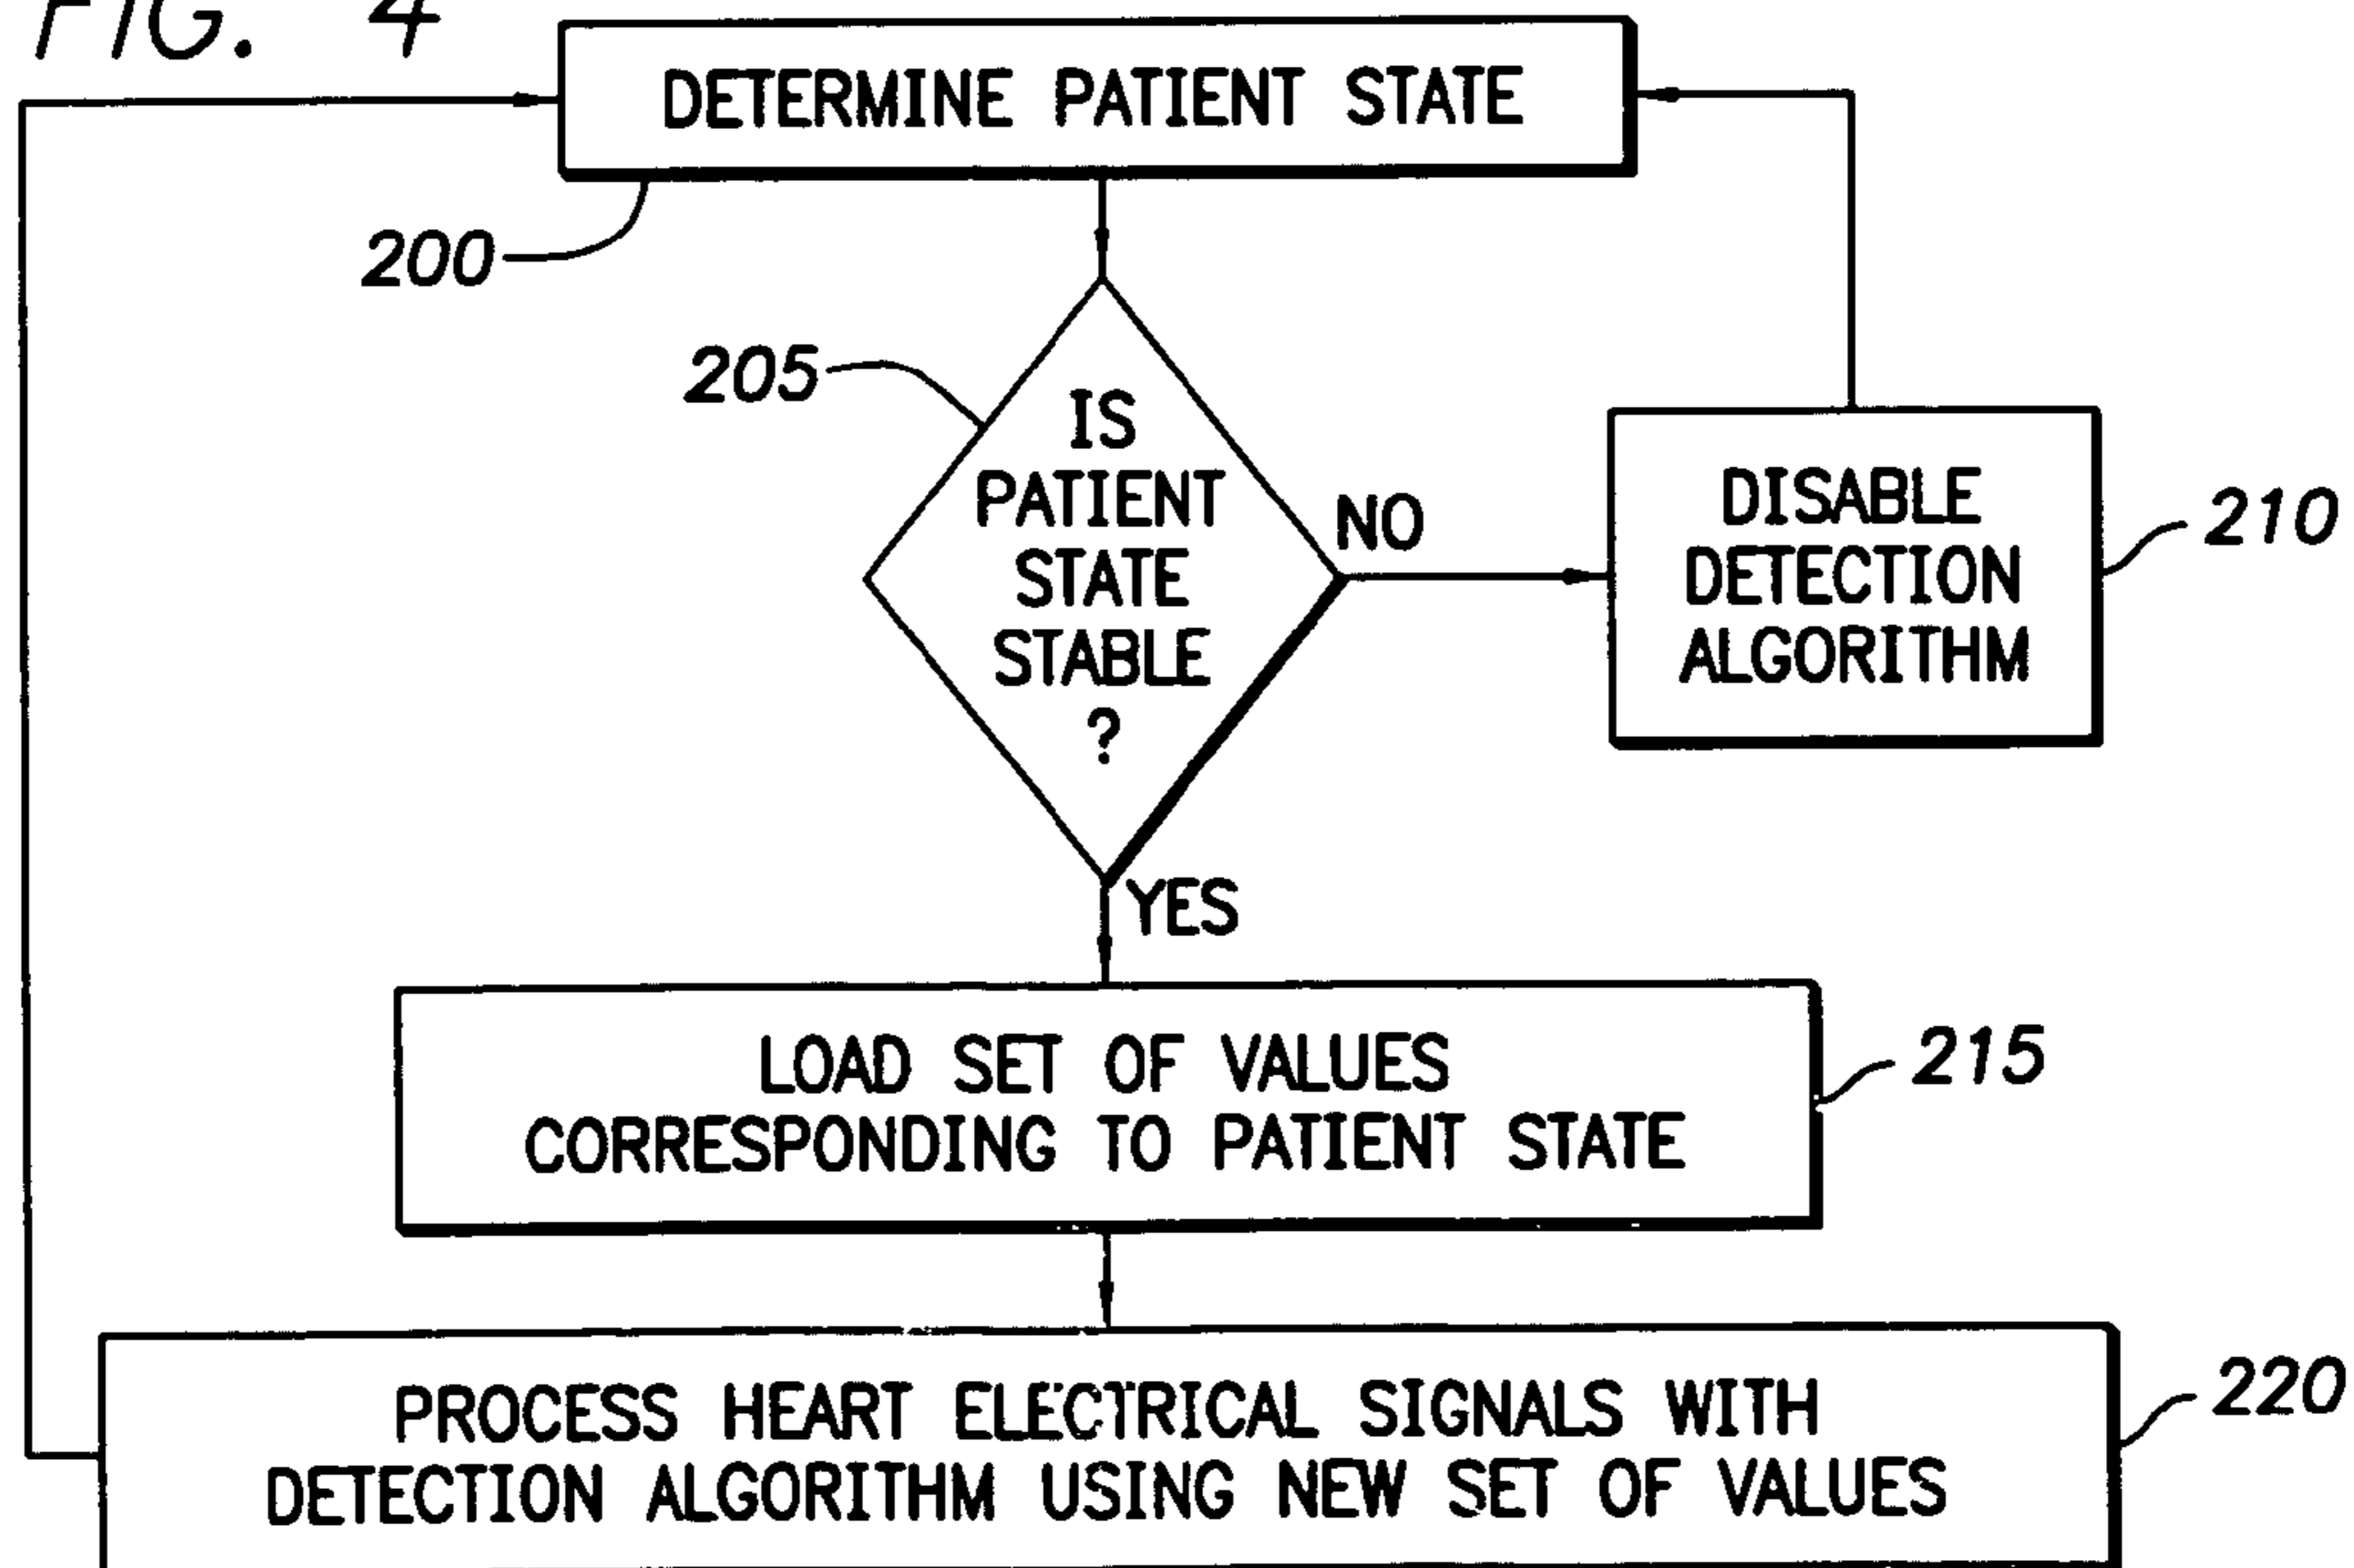 FIG. 4
DETERMINE PATIENT STATE
200
205
IS
PATIENT
STATE
STABLE
?
NO
DISABLE
DETECTION
ALGORITHM
210
YES
LOAD SET OF VALUES
CORRESPONDING TO PATIENT STATE
215
PROCESS HEART ELECTRICAL SIGNALS WITH
DETECTION ALGORITHM USING NEW SET OF VALUES
220